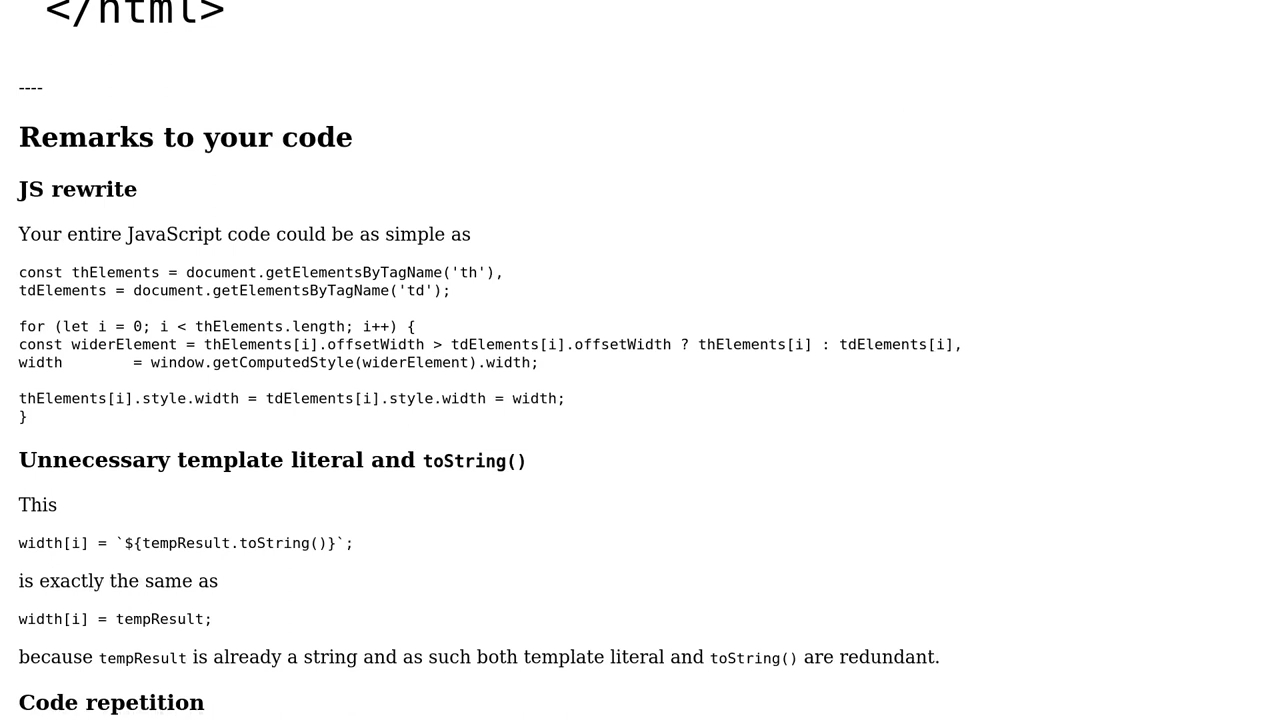 </html>
----
Remarks to your code
JS rewrite
Your entire JavaScript code could be as simple as
const thElements = document.getElementsByTagName('th'),
tdElements = document.getElementsByTagName('td');
for (let i = 0; i < thElements.length; i++) {
const widerElement = thElements[i].offsetWidth > tdElements[i].offsetWidth ? thElements[i] : tdElements[i],
width        = window.getComputedStyle(widerElement).width;
thElements[i].style.width = tdElements[i].style.width = width;
}
Unnecessary template literal and toString()
This
width[i] = `${tempResult.toString()}`;
is exactly the same as
width[i] = tempResult;
because tempResult is already a string and as such both template literal and toString() are redundant.
Code repetition